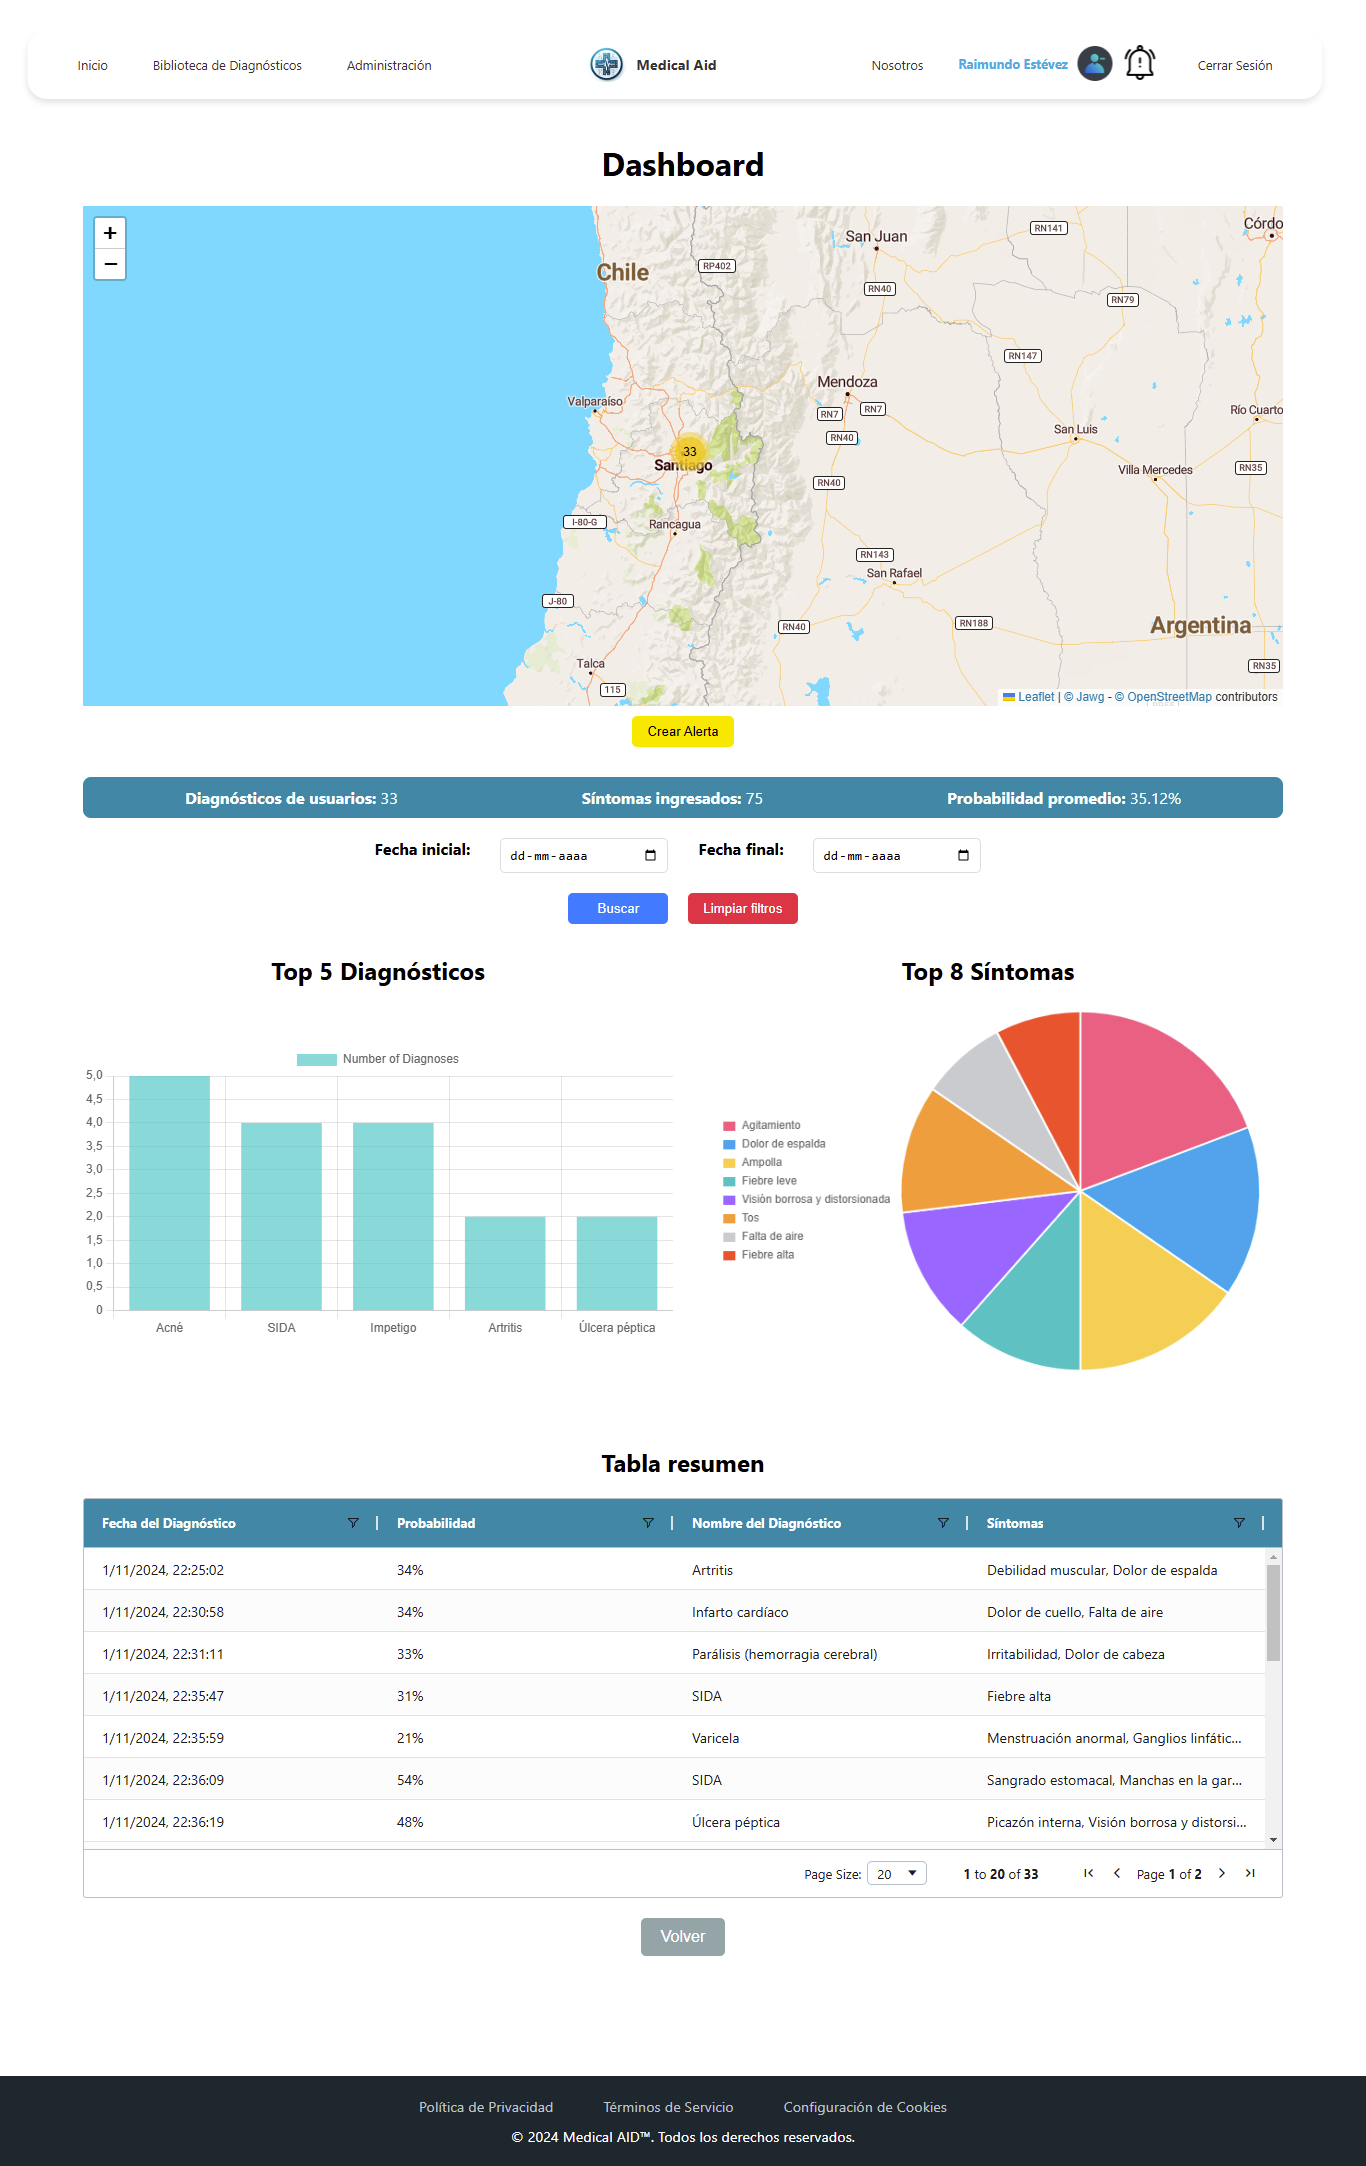 Inicio
Biblioteca de Diagnósticos
Administración
Medical Aid
Nosotros
Raimundo Estévez
Cerrar Sesión
Dashboard
+
−
Chile
Argentina
San Juan
Córdo
RN141
RP402
RN40
RN79
RN147
Mendoza
RN7
RN7
Valparaíso
Río Cuarto
San Luis
RN40
33
Santiago
Villa Mercedes
RN35
RN40
I-80-G
Rancagua
RN143
San Rafael
J-80
RN40
RN188
Talca
115
RN35
Leaflet | © Jawg - © OpenStreetMap contributors
Crear Alerta
Diagnósticos de usuarios: 33
Síntomas ingresados: 75
Probabilidad promedio: 35.12%
Fecha inicial:
dd-mm-aaaa
Fecha final:
dd-mm-aaaa
Buscar
Limpiar filtros
Top 5 Diagnósticos
Number of Diagnoses
5,0
4,5
4,0
3,5
3,0
2,5
2,0
1,5
1,0
0,5
0
Acné
SIDA
Impetigo
Artritis
Úlcera péptica
Top 8 Síntomas
Agitamiento
Dolor de espalda
Ampolla
Fiebre leve
Visión borrosa y distorsionada
Tos
Falta de aire
Fiebre alta
Tabla resumen
Fecha del Diagnóstico | Probabilidad | Nombre del Diagnóstico | Síntomas |
1/11/2024, 22:25:02 34% Artritis Debilidad muscular, Dolor de espalda
1/11/2024, 22:30:58 34% Infarto cardíaco Dolor de cuello, Falta de aire
1/11/2024, 22:31:11 33% Parálisis (hemorragia cerebral) Irritabilidad, Dolor de cabeza
1/11/2024, 22:35:47 31% SIDA Fiebre alta
1/11/2024, 22:35:59 21% Varicela Menstruación anormal, Ganglios linfátic...
1/11/2024, 22:36:09 54% SIDA Sangrado estomacal, Manchas en la gar...
1/11/2024, 22:36:19 48% Úlcera péptica Picazón interna, Visión borrosa y distorsi...
Page Size: 20 1 to 20 of 33 Page 1 of 2
Volver
Política de Privacidad
Términos de Servicio
Configuración de Cookies
© 2024 Medical AID™. Todos los derechos reservados.